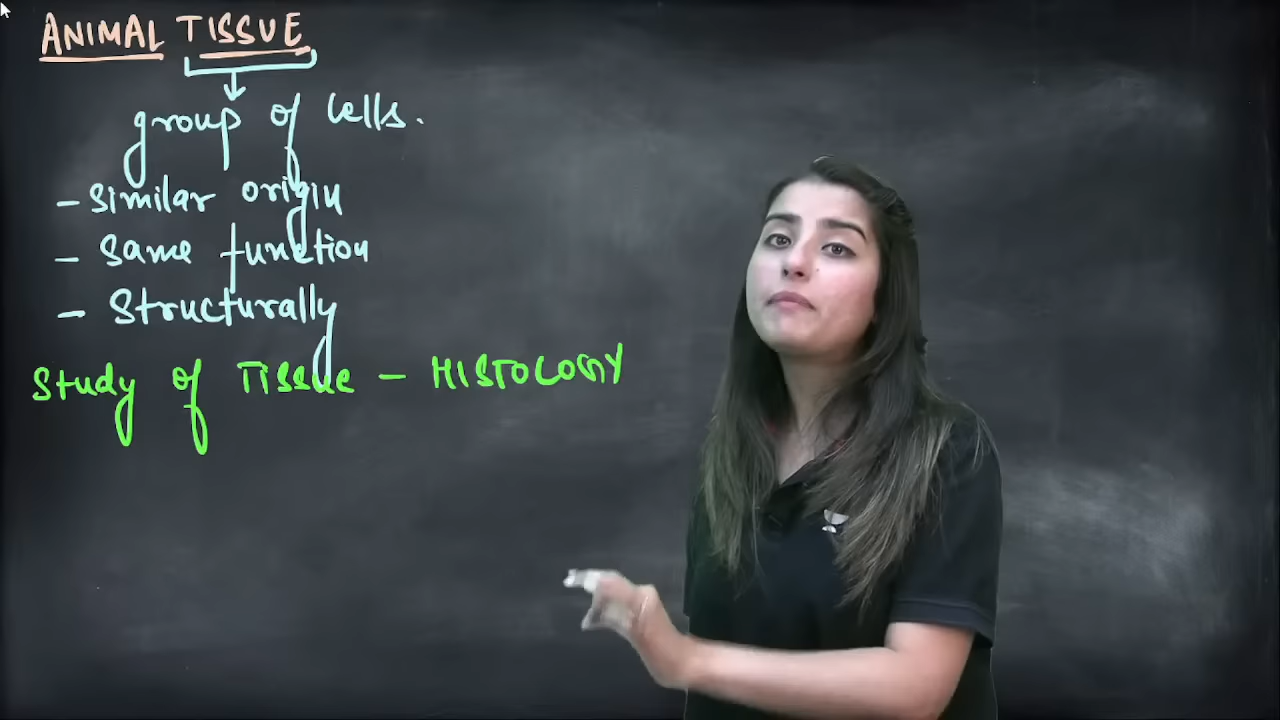 ANIMAL TISSUE
group of cells.
- Similar origin
- Same function
- Structurally
Study of TISSUE - HISTOLOGY